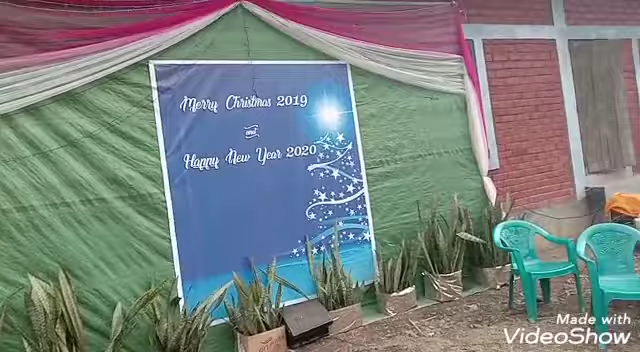 Merry Christmas 2019
and
Happy New Year 2020
Made with
VideoShow